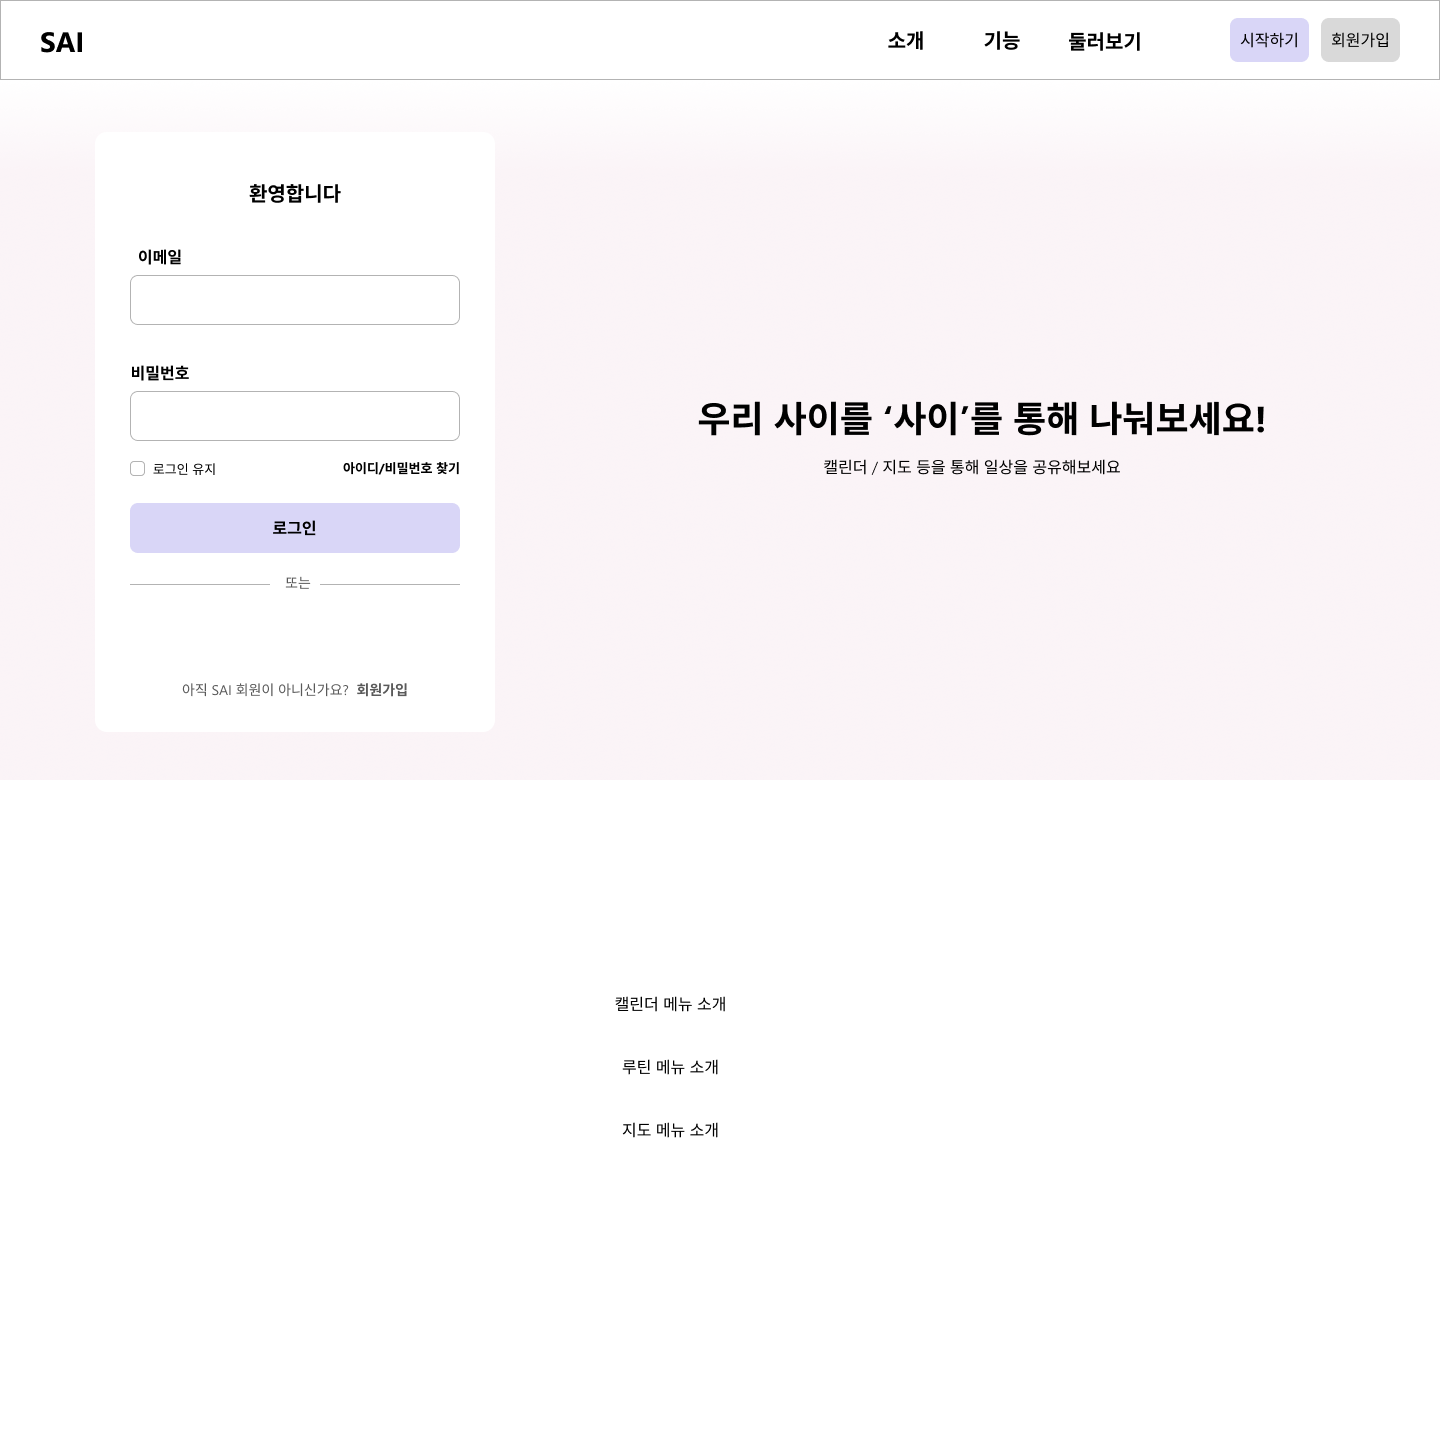 SAI
소개
기능
둘러보기
시작하기
회원가입
환영합니다
이메일
비밀번호
로그인 유지
아이디/비밀번호 찾기
로그인
또는
아직 SAI 회원이 아니신가요? 회원가입
우리 사이를 ‘사이’를 통해 나눠보세요!
캘린더 / 지도 등을 통해 일상을 공유해보세요
캘린더 메뉴 소개
루틴 메뉴 소개
지도 메뉴 소개